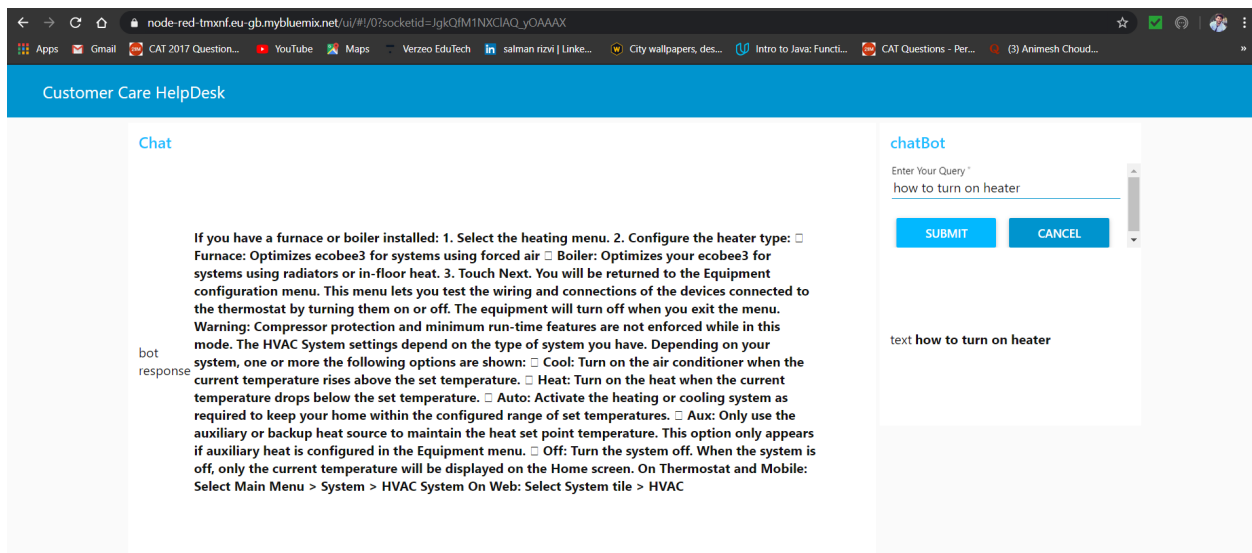 node-red-tmxnf.eu-gb.mybluemix.net/ui/#!/0?socketid=JgkQfM1NXClAQ_yOAAAX
Apps Gmail CAT 2017 Question... YouTube Maps Verzeo EduTech salman rizvi | Linke... City wallpapers, des... Intro to Java: Functi... CAT Questions - Per... (3) Animesh Choud... »
Customer Care HelpDesk
Chat
bot
response
If you have a furnace or boiler installed: 1. Select the heating menu. 2. Configure the heater type: □
Furnace: Optimizes ecobee3 for systems using forced air □ Boiler: Optimizes your ecobee3 for
systems using radiators or in-floor heat. 3. Touch Next. You will be returned to the Equipment
configuration menu. This menu lets you test the wiring and connections of the devices connected to
the thermostat by turning them on or off. The equipment will turn off when you exit the menu.
Warning: Compressor protection and minimum run-time features are not enforced while in this
mode. The HVAC System settings depend on the type of system you have. Depending on your
system, one or more the following options are shown: □ Cool: Turn on the air conditioner when the
current temperature rises above the set temperature. □ Heat: Turn on the heat when the current
temperature drops below the set temperature. □ Auto: Activate the heating or cooling system as
required to keep your home within the configured range of set temperatures. □ Aux: Only use the
auxiliary or backup heat source to maintain the heat set point temperature. This option only appears
if auxiliary heat is configured in the Equipment menu. □ Off: Turn the system off. When the system is
off, only the current temperature will be displayed on the Home screen. On Thermostat and Mobile:
Select Main Menu > System > HVAC System On Web: Select System tile > HVAC
chatBot
Enter Your Query *
how to turn on heater
SUBMIT CANCEL
text how to turn on heater